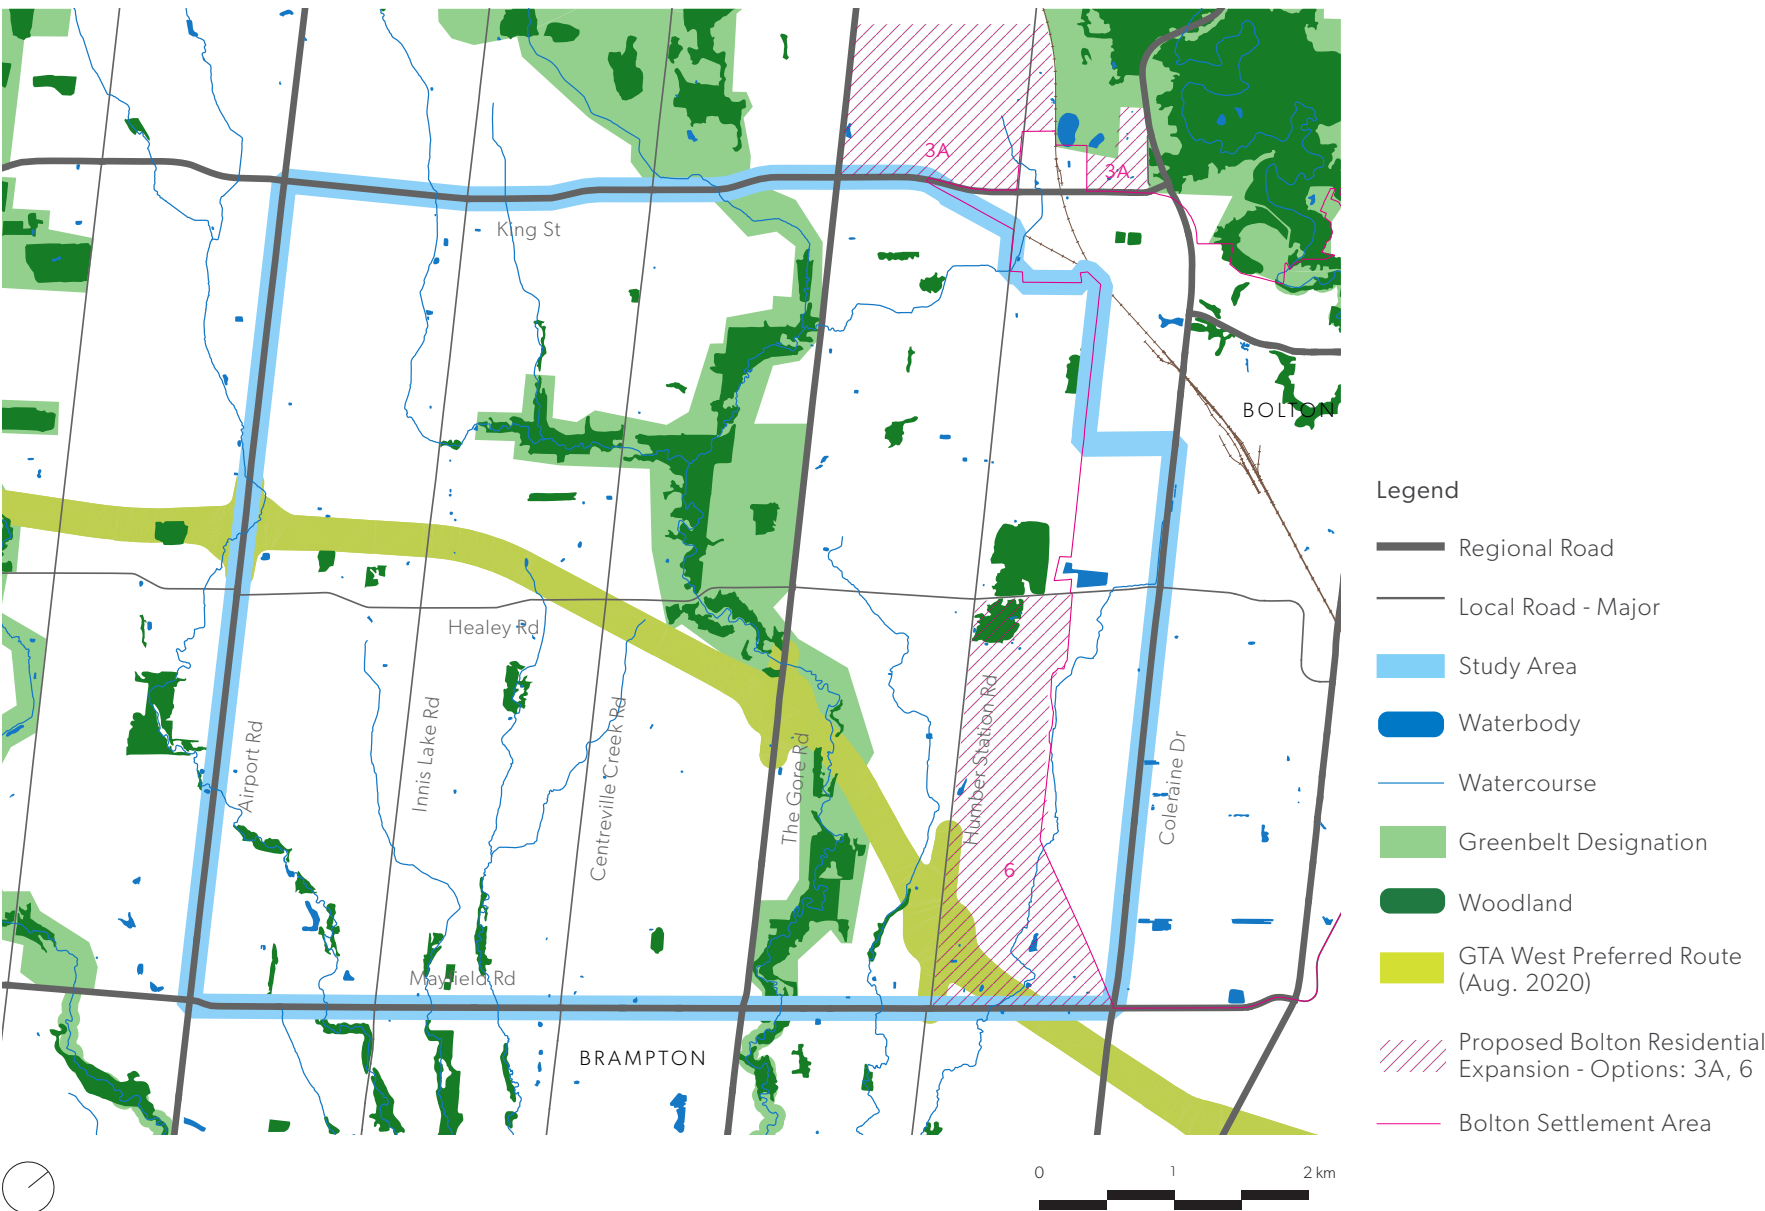 3A
3A
King St
BOLTON
Healey Rd
Airport Rd
Innis Lake Rd
Centreville Creek Rd
The Gore Rd
Humber Station Rd
Coleraine Dr
6
Mayfield Rd
BRAMPTON
Legend
Regional Road
Local Road - Major
Study Area
Waterbody
Watercourse
Greenbelt Designation
Woodland
GTA West Preferred Route
(Aug. 2020)
Proposed Bolton Residential
Expansion - Options: 3A, 6
Bolton Settlement Area
0 1 2 km